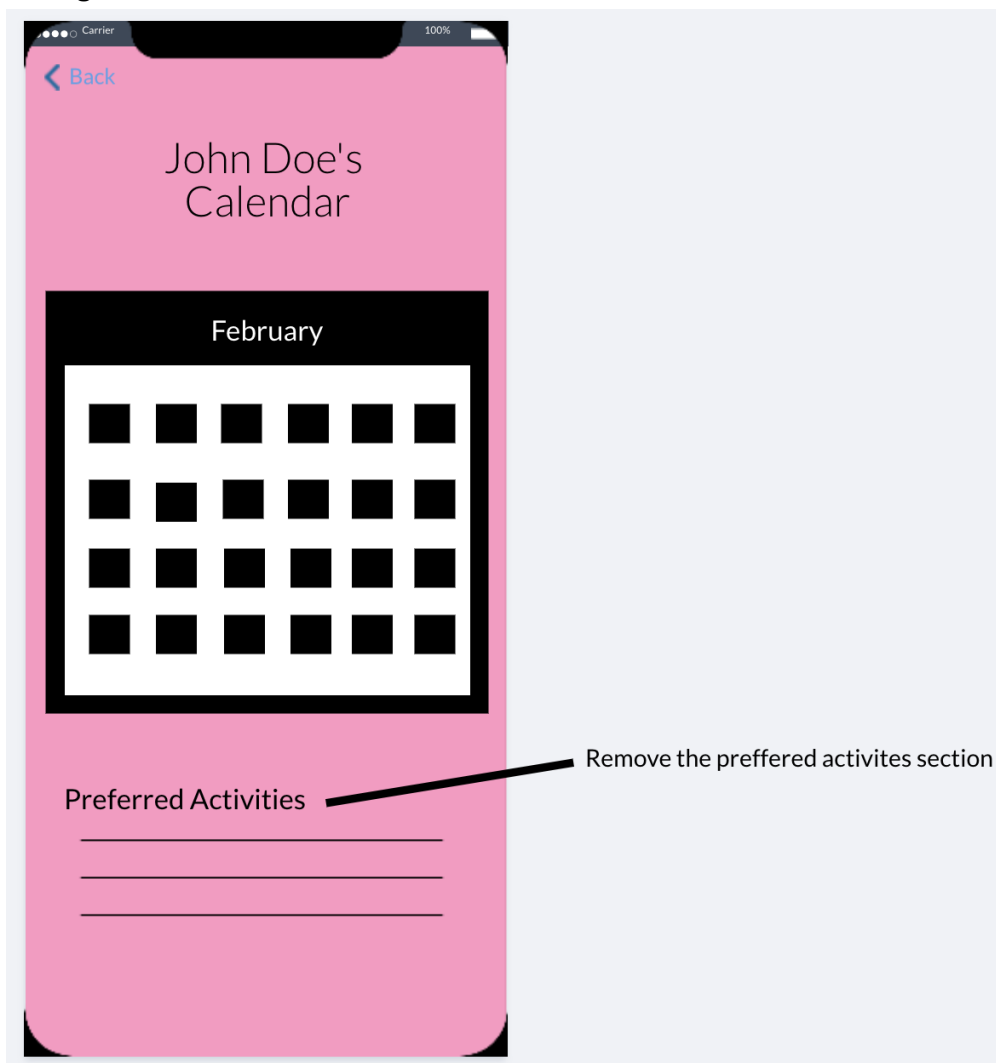 Carrier
100%
Back
John Doe's
Calendar
February
Remove the preffered activites section
Preferred Activities